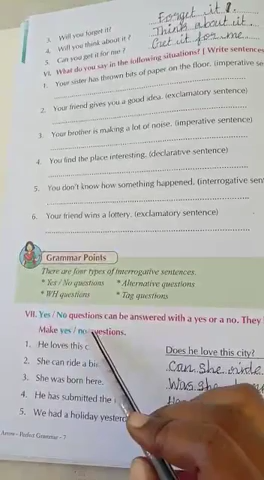 3. Will you forget it? Forget it !.
4. Will you think about it ? Think about it.
5. Can you get it for me ? Get it for me.
VI. What do you say in the following situations? Write sentences
1. Your sister has thrown bits of paper on the floor. (imperative se
2. Your friend gives you a good idea. (exclamatory sentence)
3. Your brother is making a lot of noise. (imperative sentence)
4. You find the place interesting. (declarative sentence)
5. You don't know how something happened. (interrogative sen
6. Your friend wins a lottery. (exclamatory sentence)
Grammar Points
There are four types of interrogative sentences.
* Yes / No questions * Alternative questions
* WH questions * Tag questions
VII. Yes / No questions can be answered with a yes or a no. They
Make yes / no questions.
1. He loves this c Does he love this city?
2. She can ride a bi Can she ride
3. She was born here. Was she
4. He has submitted the
5. We had a holiday yesterd
Arrow - Perfect Grammar - 7